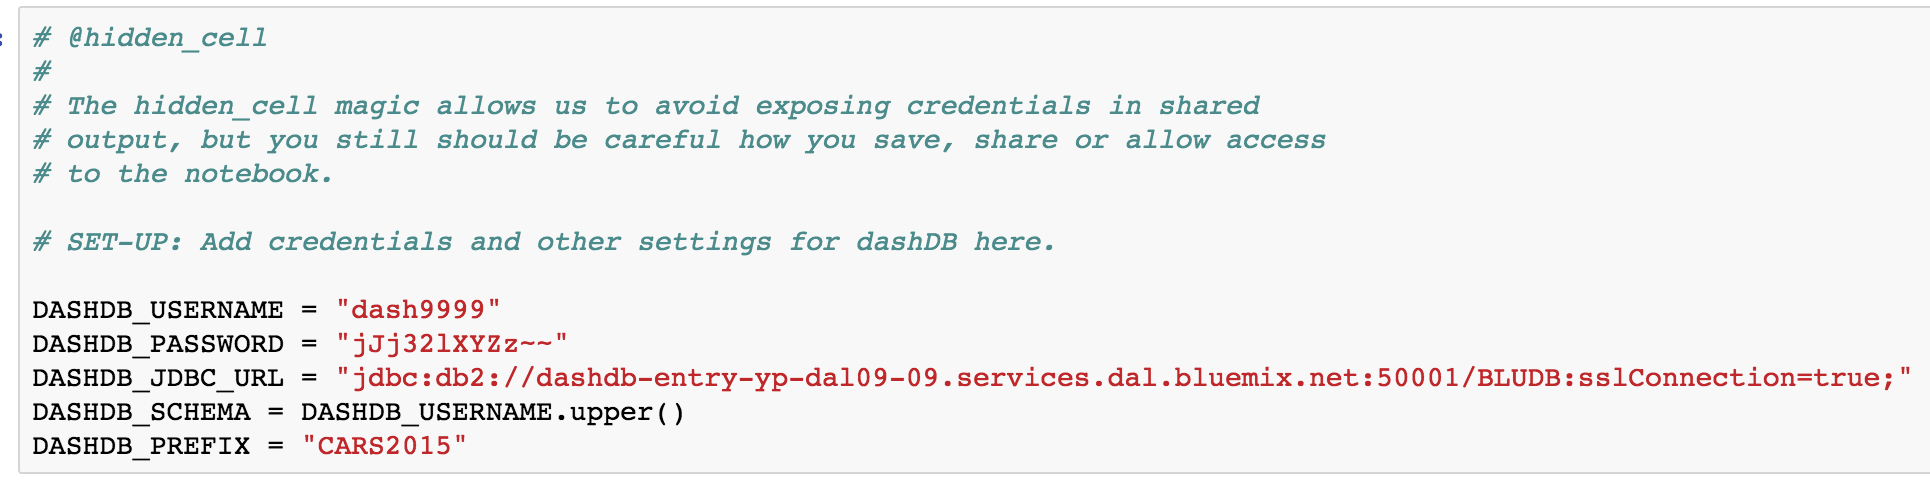 # @hidden_cell
#
# The hidden_cell magic allows us to avoid exposing credentials in shared
# output, but you still should be careful how you save, share or allow access
# to the notebook.
# SET-UP: Add credentials and other settings for dashDB here.
DASHDB_USERNAME = "dash9999"
DASHDB_PASSWORD = "jJj32lXYZz~~"
DASHDB_JDBC_URL = "jdbc:db2://dashdb-entry-yp-dal09-09.services.dal.bluemix.net:50001/BLUDB:sslConnection=true;"
DASHDB_SCHEMA = DASHDB_USERNAME.upper()
DASHDB_PREFIX = "CARS2015"